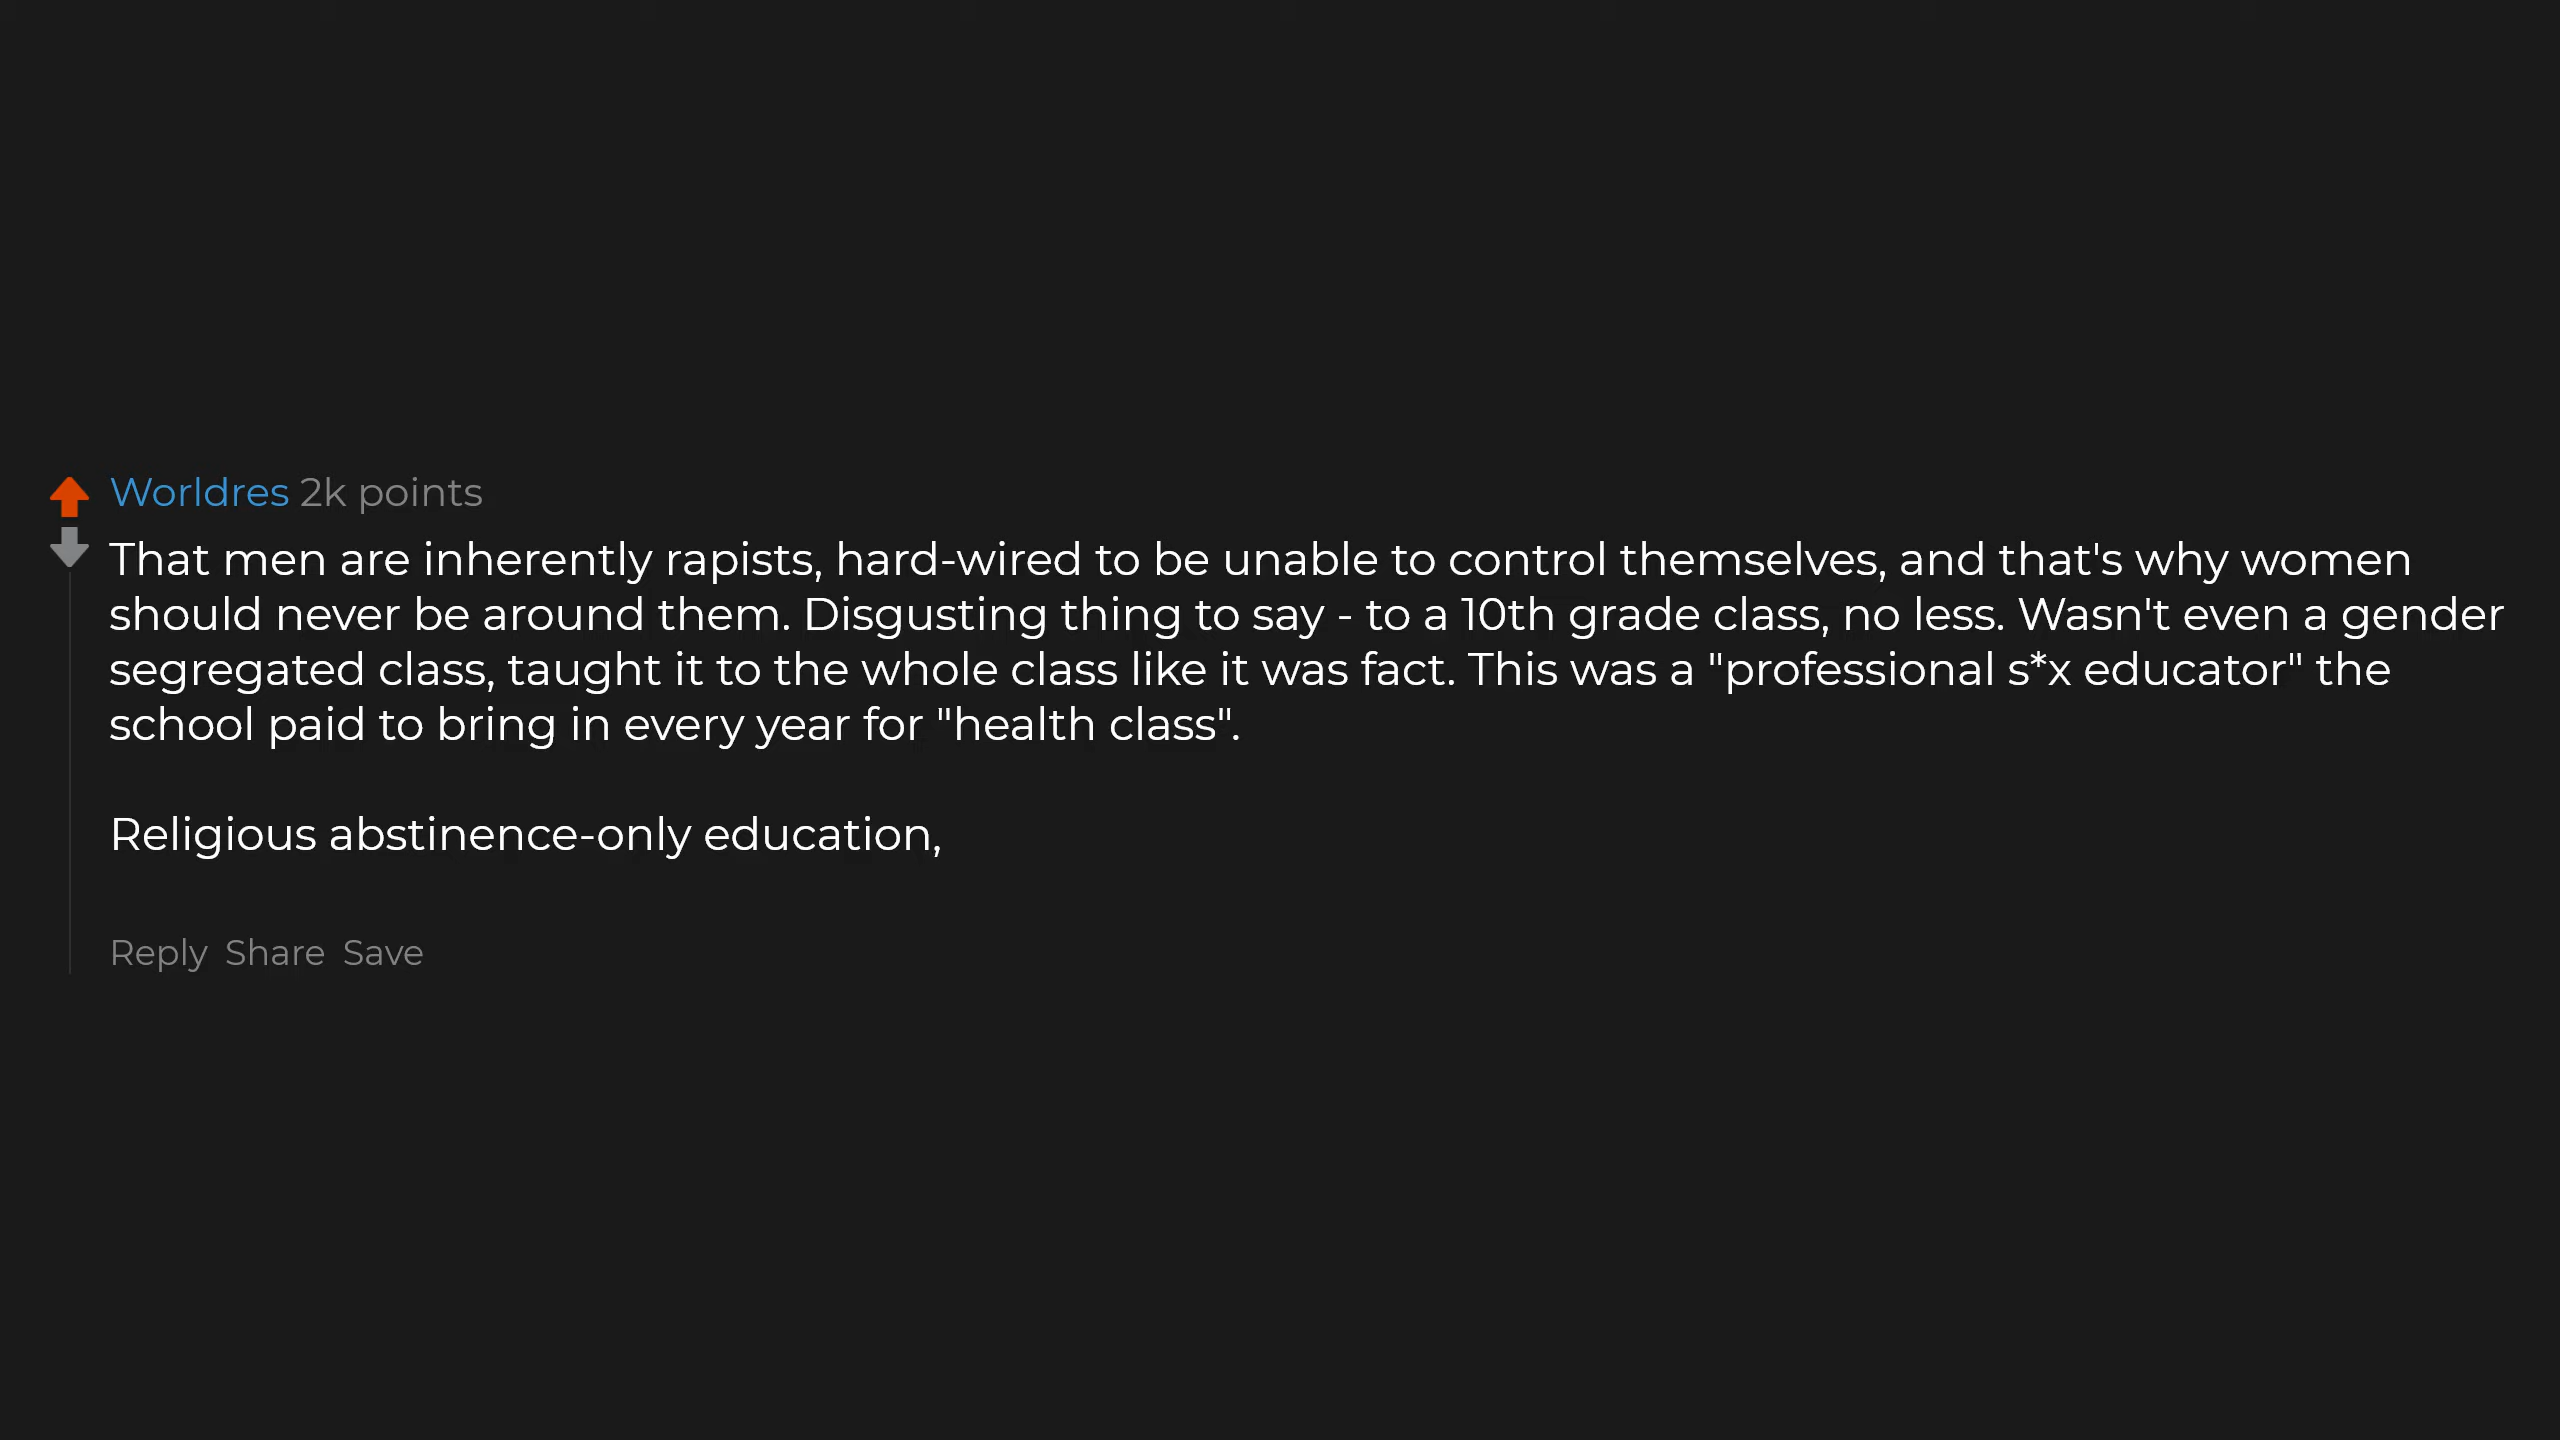 Worldres 2k points
That men are inherently rapists, hard-wired to be unable to control themselves, and that's why women
should never be around them. Disgusting thing to say - to a 10th grade class, no less. Wasn't even a gender
segregated class, taught it to the whole class like it was fact. This was a "professional s*x educator" the
school paid to bring in every year for "health class".
Religious abstinence-only education,
Reply Share Save